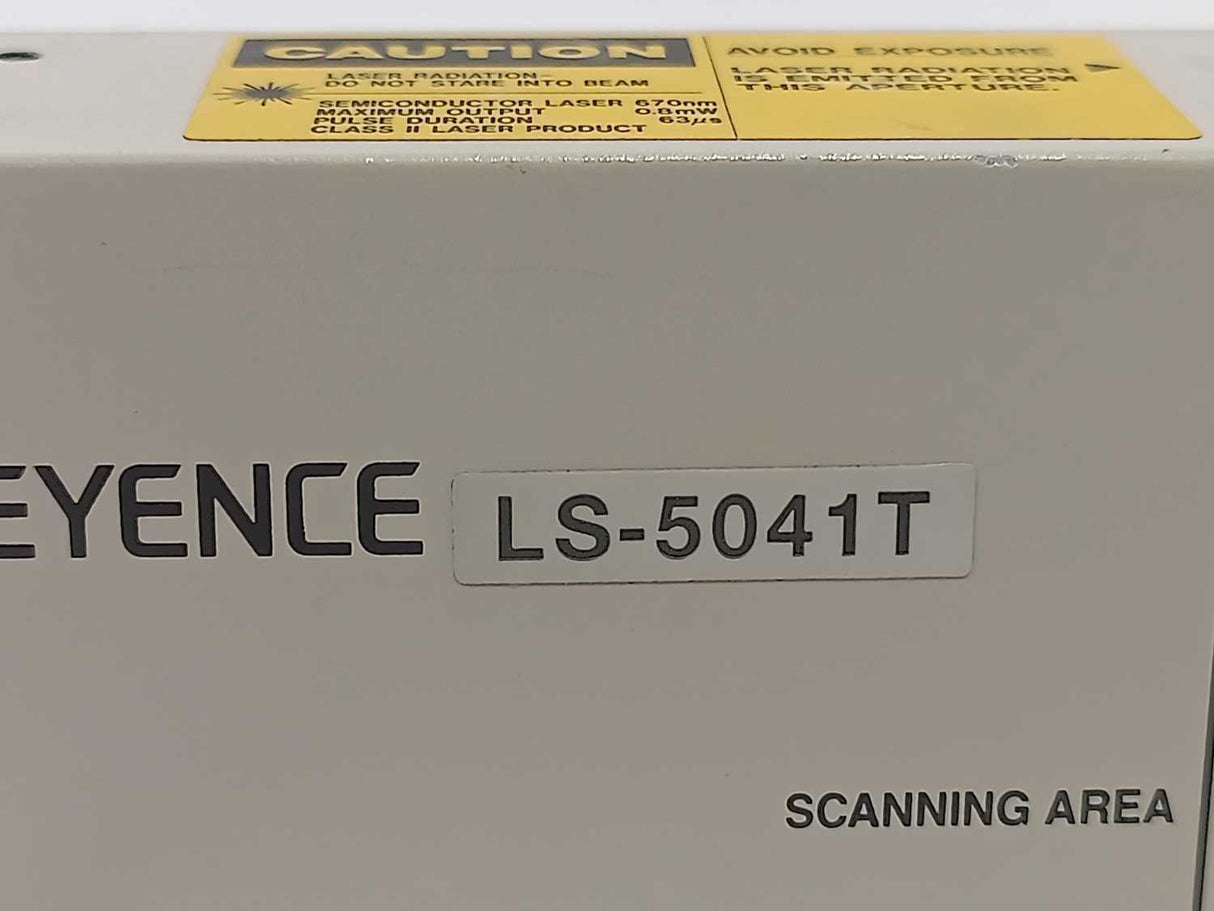 CAUTION
LASER RADIATION-
DO NOT STARE INTO BEAM
SEMICONDUCTOR LASER 670nm
MAXIMUM OUTPUT 0.8mW
PULSE DURATION 63μs
CLASS II LASER PRODUCT
AVOID EXPOSURE
LASER RADIATION
IS EMITTED FROM
THIS APERTURE.
EYENCE LS-5041T
SCANNING AREA